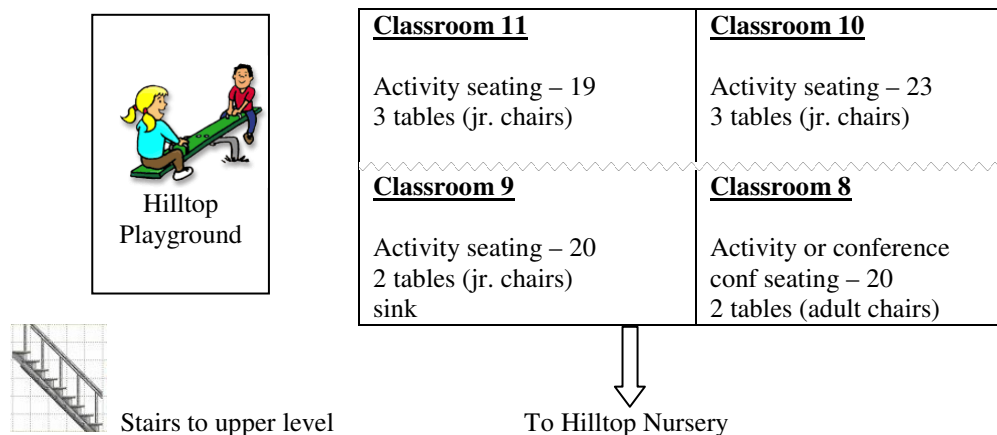 Classroom 11
Activity seating – 19
3 tables (jr. chairs)
Classroom 10
Activity seating – 23
3 tables (jr. chairs)
Hilltop
Playground
Classroom 9
Activity seating – 20
2 tables (jr. chairs)
sink
Classroom 8
Activity or conference
conf seating – 20
2 tables (adult chairs)
Stairs to upper level
To Hilltop Nursery